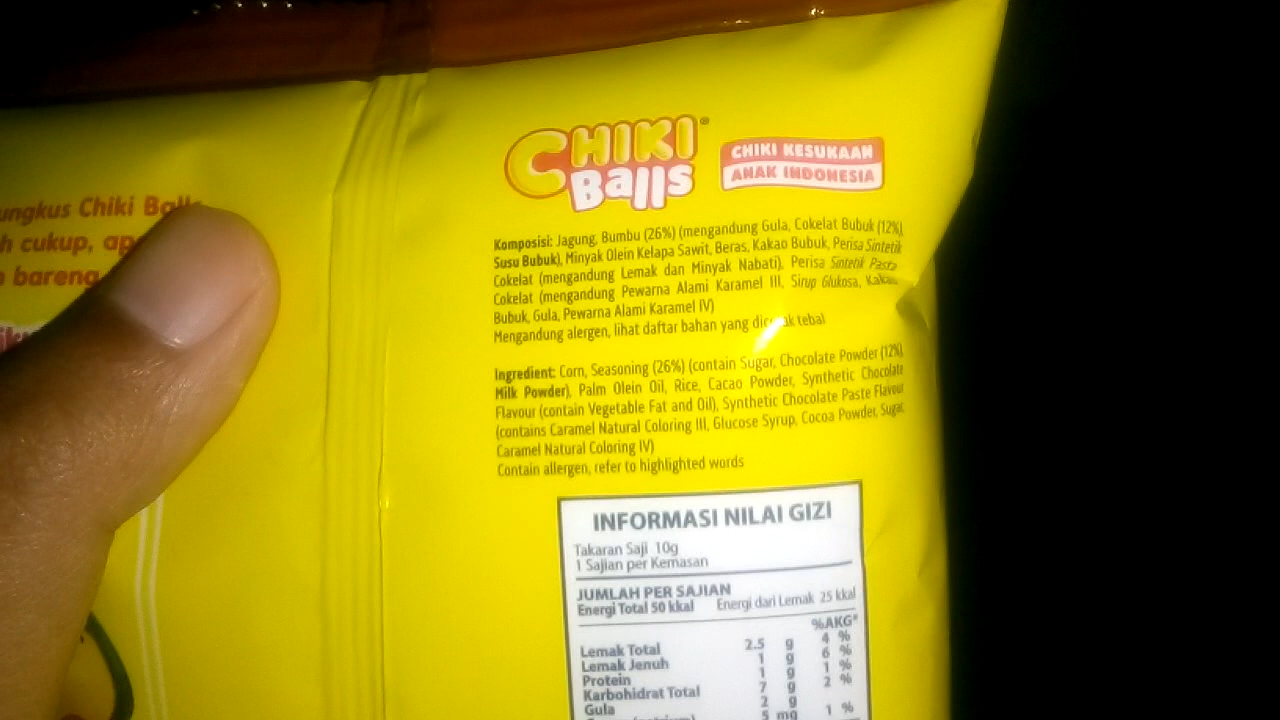 ungkus Chiki Balls
h cukup, ap
bareng
CHIKI®
Balls
CHIKI KESUKAAN
ANAK INDONESIA
Komposisi: Jagung, Bumbu (26%) (mengandung Gula, Cokelat Bubuk (12%),
Susu Bubuk), Minyak Olein Kelapa Sawit, Beras, Kakao Bubuk, Perisa Sintetik
Cokelat (mengandung Lemak dan Minyak Nabati), Perisa Sintetik Pasta
Cokelat (mengandung Pewarna Alami Karamel III, Sirup Glukosa, Kakao
Bubuk, Gula, Pewarna Alami Karamel IV)
Mengandung alergen, lihat daftar bahan yang dicetak tebal
Ingredient: Corn, Seasoning (26%) (contain Sugar, Chocolate Powder (12%),
Milk Powder), Palm Olein Oil, Rice, Cacao Powder, Synthetic Chocolate
Flavour (contain Vegetable Fat and Oil), Synthetic Chocolate Paste Flavour
(contains Caramel Natural Coloring III, Glucose Syrup, Cocoa Powder, Sugar,
Caramel Natural Coloring IV)
Contain allergen, refer to highlighted words
INFORMASI NILAI GIZI
Takaran Saji 10g
1 Sajian per Kemasan
JUMLAH PER SAJIAN
Energi Total 50 kkal Energi dari Lemak 25 kkal
%AKG*
Lemak Total 2.5 g 4 %
Lemak Jenuh 1 g 6 %
Protein 1 g 1 %
Karbohidrat Total 7 g 2 %
Gula 2 g
5 mg 1 %